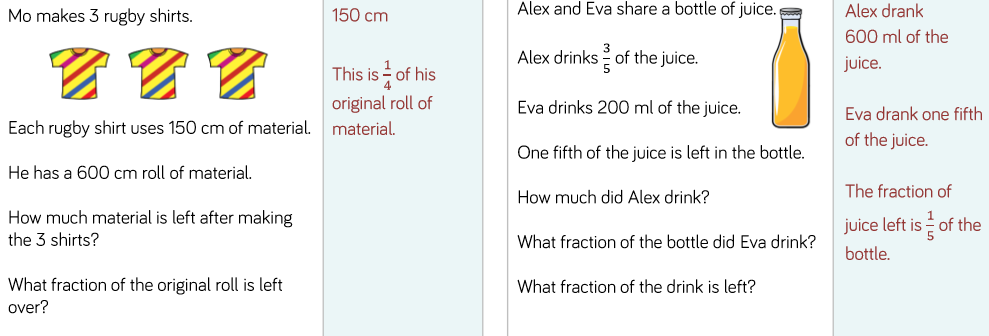 Mo makes 3 rugby shirts.
Each rugby shirt uses 150 cm of material.
He has a 600 cm roll of material.
How much material is left after making
the 3 shirts?
What fraction of the original roll is left
over?
150 cm
This is 1/4 of his
original roll of
material.
Alex and Eva share a bottle of juice.
Alex drinks 3/5 of the juice.
Eva drinks 200 ml of the juice.
One fifth of the juice is left in the bottle.
How much did Alex drink?
What fraction of the bottle did Eva drink?
What fraction of the drink is left?
Alex drank
600 ml of the
juice.
Eva drank one fifth
of the juice.
The fraction of
juice left is 1/5 of the
bottle.